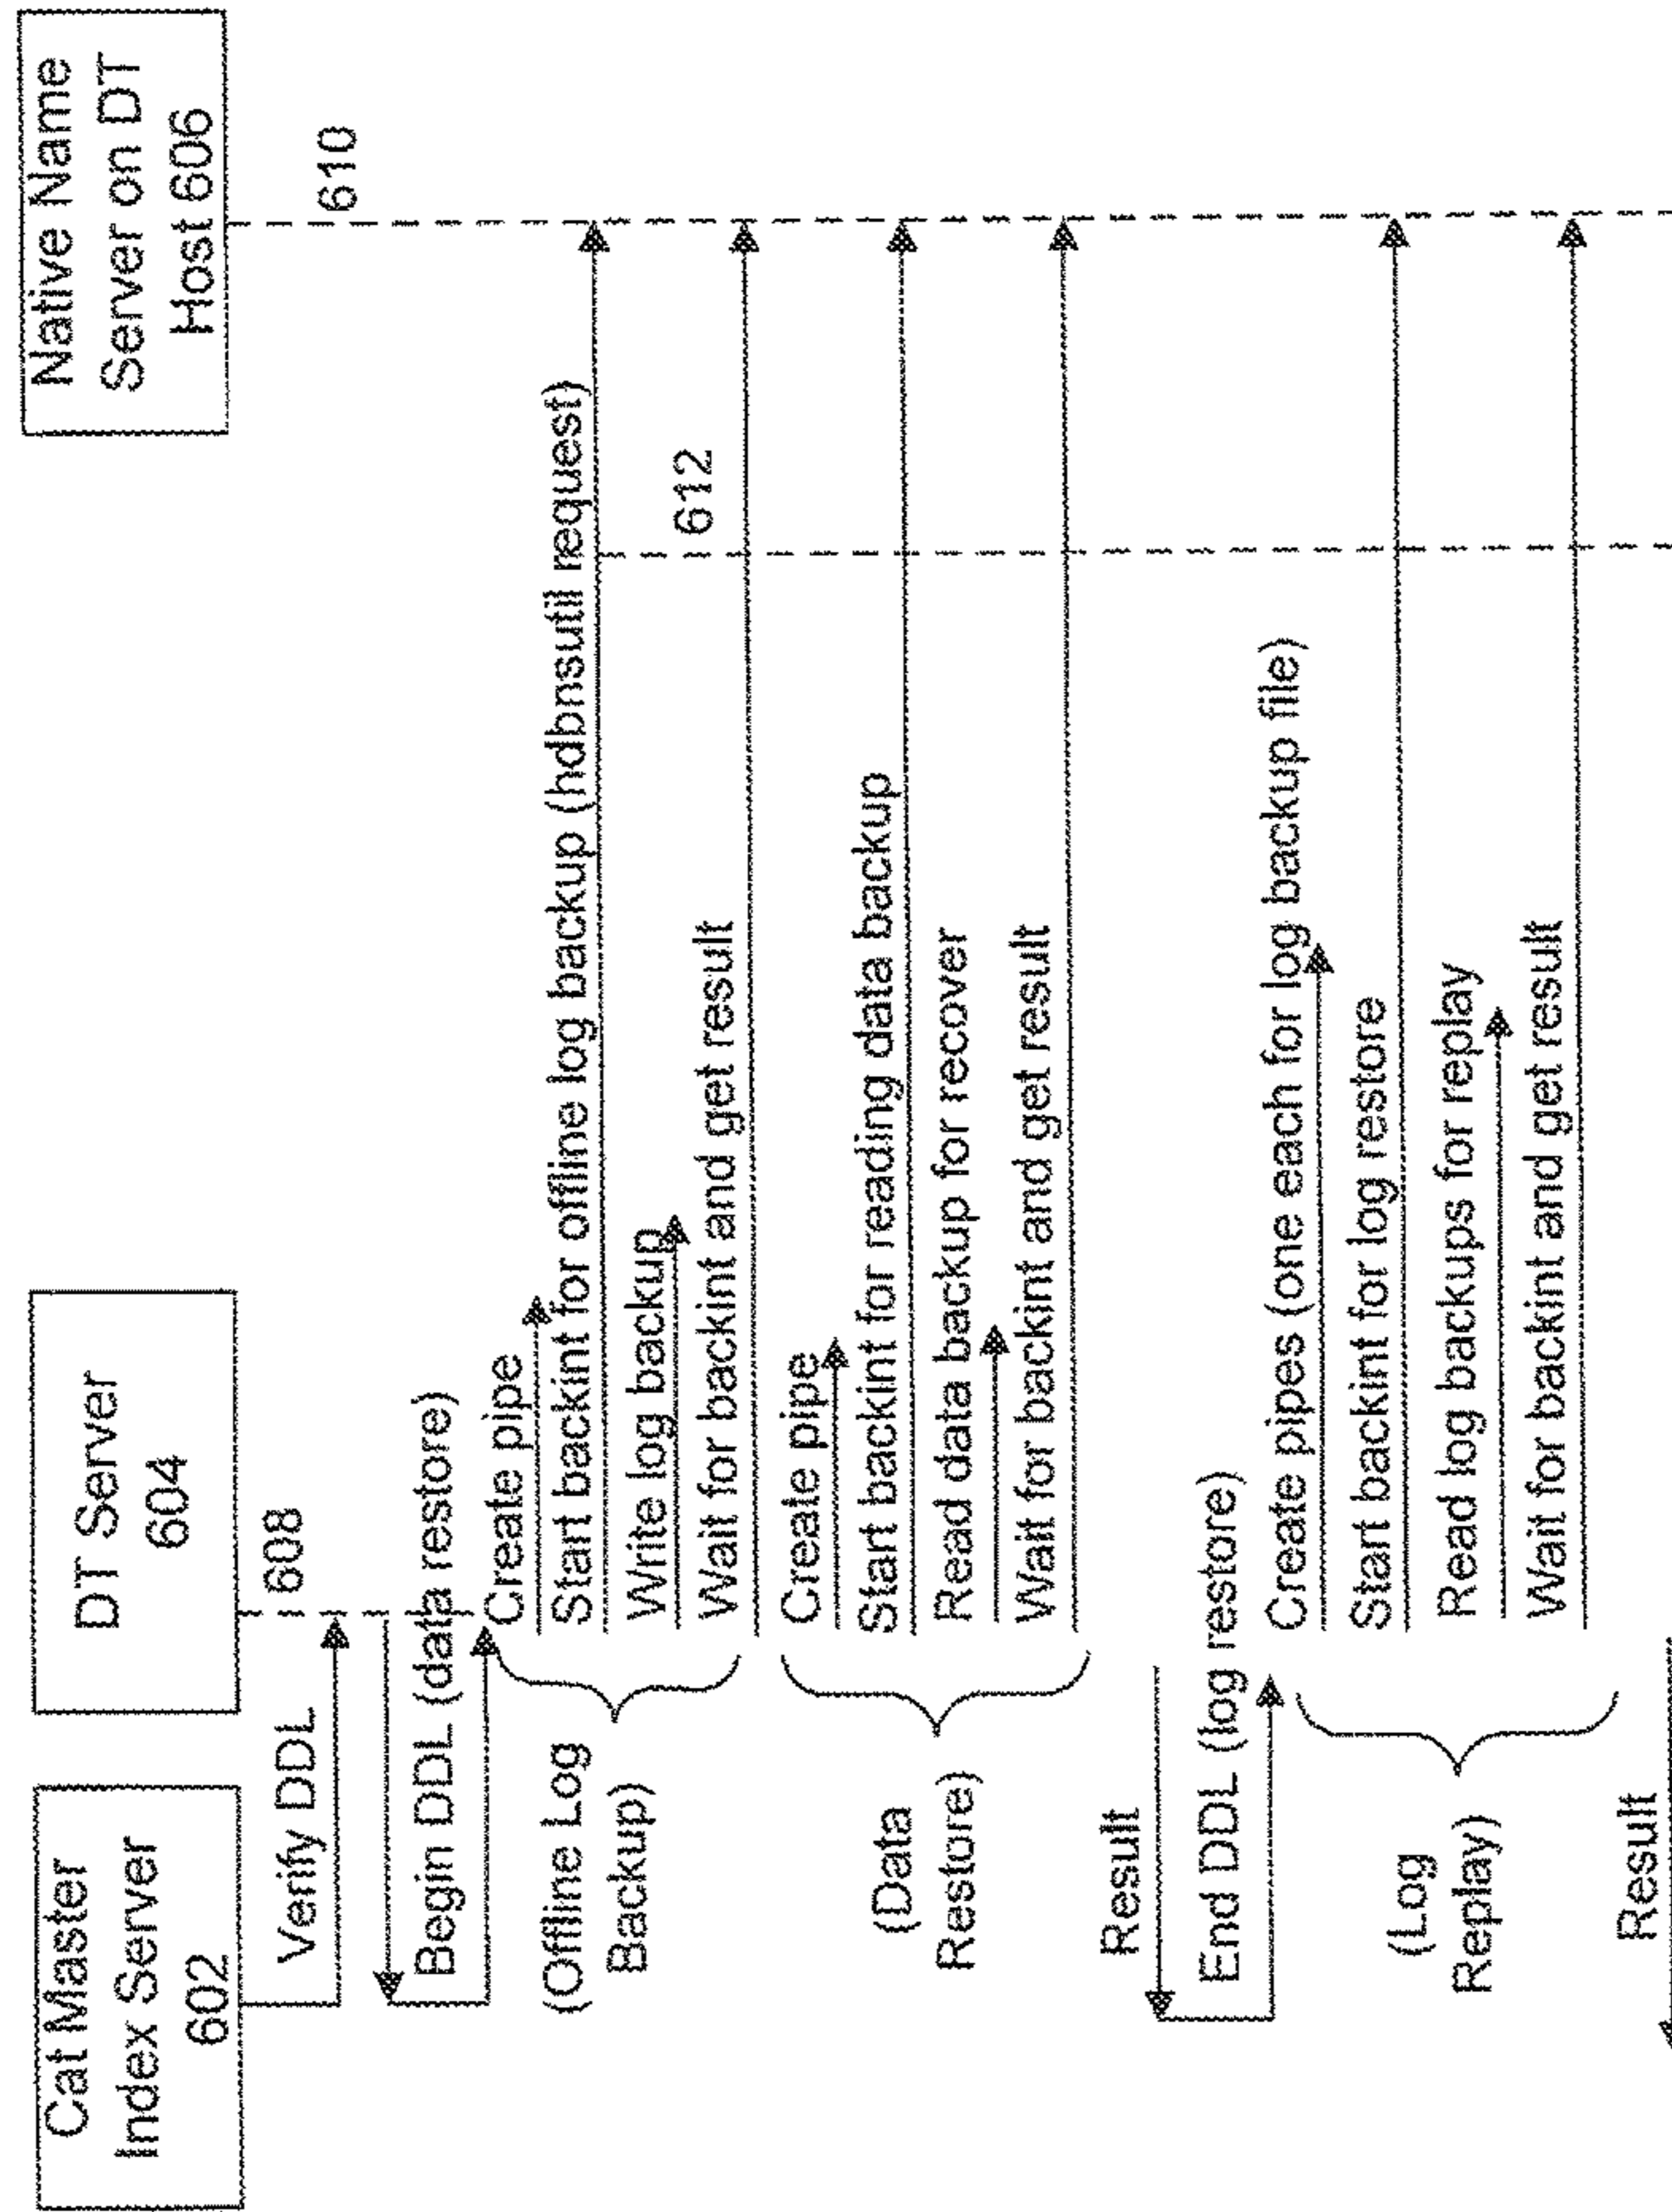 Cat Master
Index Server
602
DT Server
604
Native Name
Server on DT
Host 606
608
610
Verify DDL
Begin DDL (data restore)
Create pipe
Start backint for offline log backup (hdbnsutil request)
612
(Offline Log
Backup)
Write log backup
Wait for backint and get result
Create pipe
Start backint for reading data backup
(Data
Restore)
Read data backup for recover
Wait for backint and get result
Result
End DDL (log restore)
Create pipes (one each for log backup file)
Start backint for log restore
(Log
Replay)
Read log backups for replay
Wait for backint and get result
Result